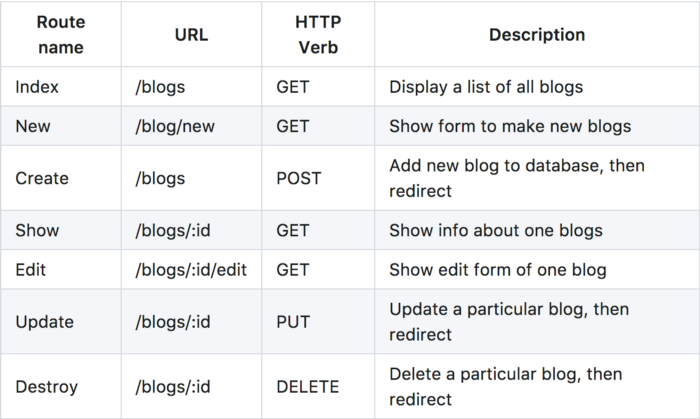 Route name URL HTTP Verb Description
Index /blogs GET Display a list of all blogs
New /blog/new GET Show form to make new blogs
Create /blogs POST Add new blog to database, then redirect
Show /blogs/:id GET Show info about one blogs
Edit /blogs/:id/edit GET Show edit form of one blog
Update /blogs/:id PUT Update a particular blog, then redirect
Destroy /blogs/:id DELETE Delete a particular blog, then redirect